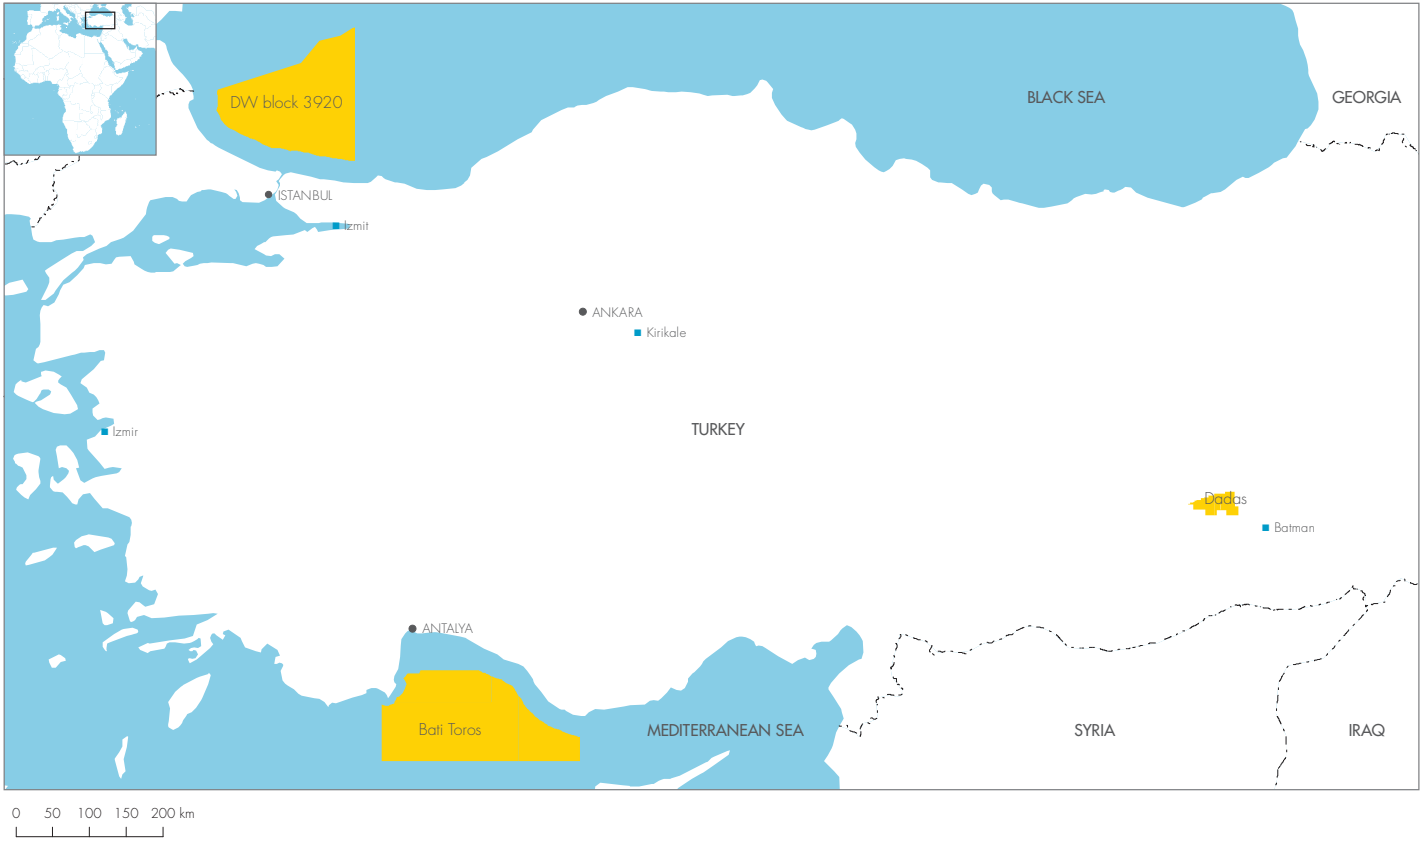 BLACK SEA
GEORGIA
DW block 3920
ISTANBUL
Izmit
ANKARA
Kirikale
TURKEY
Izmir
Dadas
Batman
ANTALYA
Bati Toros
MEDITERRANEAN SEA
SYRIA
IRAQ
0 50 100 150 200 km